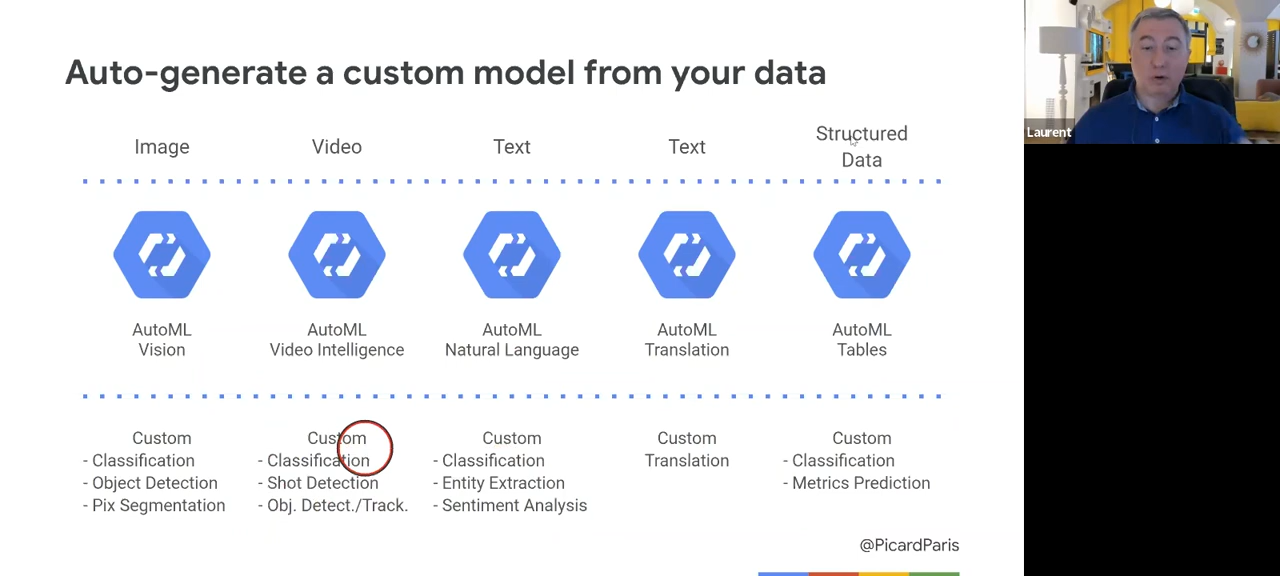 Auto-generate a custom model from your data
Image
Video
Text
Text
Structured
Data
AutoML
Vision
AutoML
Video Intelligence
AutoML
Natural Language
AutoML
Translation
AutoML
Tables
Custom
- Classification
- Object Detection
- Pix Segmentation
Custom
- Classification
- Shot Detection
- Obj. Detect./Track.
Custom
- Classification
- Entity Extraction
- Sentiment Analysis
Custom
Translation
Custom
- Classification
- Metrics Prediction
@PicardParis
Laurent